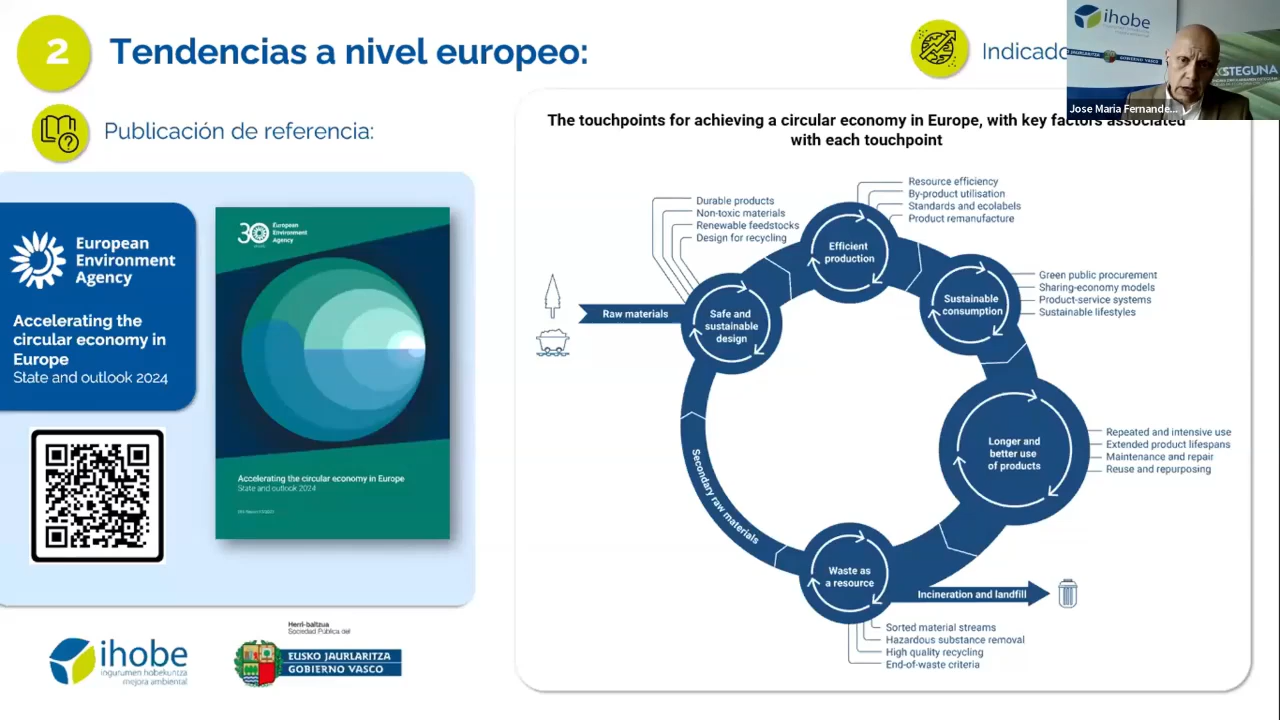 2
Tendencias a nivel europeo:
Indicado
ihobe
EUSKO JAURLARITZA
GOBIERNO VASCO
STEGUNA
Jose Maria Fernande...
Publicación de referencia:
European
Environment
Agency
Accelerating the
circular economy in
Europe
State and outlook 2024
30
European
Environment
Agency
Accelerating the circular economy in Europe
State and outlook 2024
The touchpoints for achieving a circular economy in Europe, with key factors associated
with each touchpoint
Durable products
Non-toxic materials
Renewable feedstocks
Design for recycling
Resource efficiency
By-product utilisation
Standards and ecolabels
Product remanufacture
Efficient
production
Green public procurement
Sharing-economy models
Product-service systems
Sustainable lifestyles
Sustainable
consumption
Raw materials
Safe and
sustainable
design
Repeated and intensive use
Extended product lifespans
Maintenance and repair
Reuse and repurposing
Longer and
better use
of products
Secondary raw materials
Waste as
a resource
Incineration and landfill
Sorted material streams
Hazardous substance removal
High quality recycling
End-of-waste criteria
ihobe
ingurumen hobekuntza
mejora ambiental
Herri-baltzua
Sociedad Pública del
EUSKO JAURLARITZA
GOBIERNO VASCO